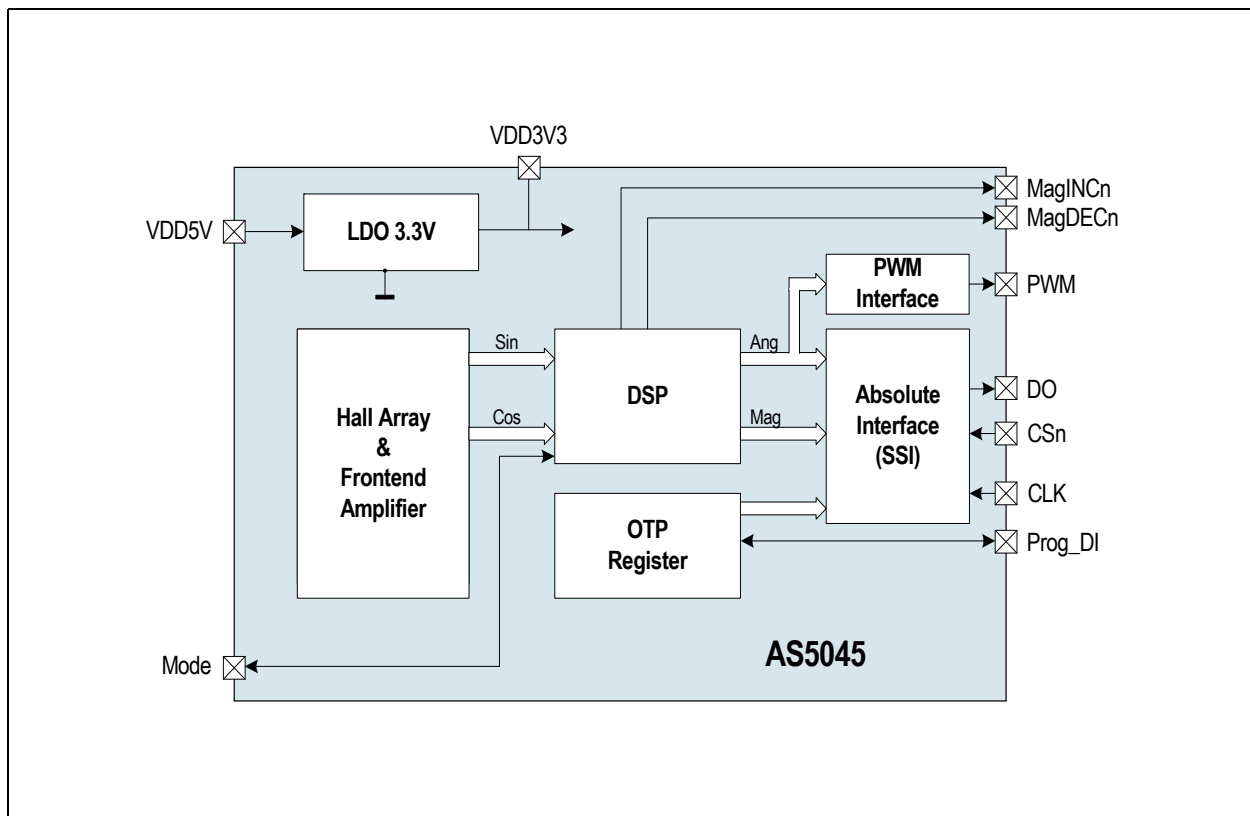 VDD3V3
MagINCn
MagDECn
VDD5V
LDO 3.3V
PWM
Interface
PWM
Sin
Ang
Hall Array
&
Frontend
Amplifier
DSP
Absolute
Interface
(SSI)
DO
Cos
Mag
CSn
CLK
OTP
Register
Prog_DI
Mode
AS5045